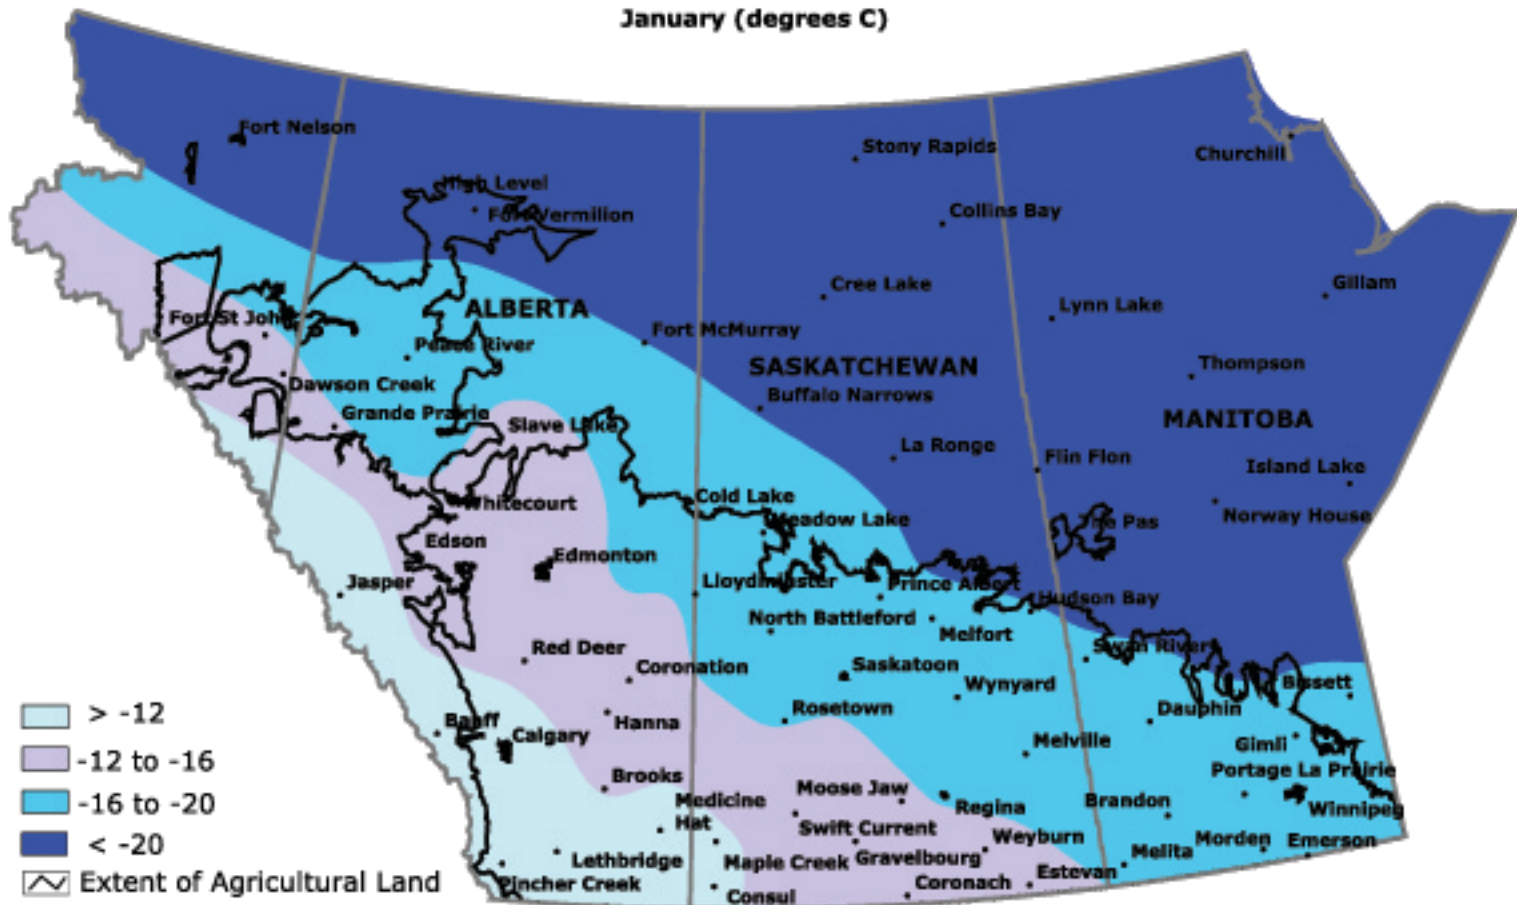 January (degrees C)
Fort Nelson
Stony Rapids
Churchill
High Level
Fort Vermilion
Collins Bay
Cree Lake
Gillam
Lynn Lake
ALBERTA
Fort St John
Fort McMurray
Peace River
SASKATCHEWAN
Thompson
Dawson Creek
Buffalo Narrows
Grande Prairie
MANITOBA
Slave Lake
La Ronge
Flin Flon
Island Lake
Whitecourt
Cold Lake
Meadow Lake
The Pas
Norway House
Edson
Edmonton
Jasper
Lloydminster
Prince Albert
Hudson Bay
North Battleford
Melfort
Red Deer
Swan River
Coronation
Saskatoon
Wynyard
Bissett
Rosetown
Dauphin
Banff
Hanna
Calgary
Melville
Gimli
Brooks
Portage La Prairie
Moose Jaw
Medicine
Hat
Regina
Brandon
Winnipeg
Swift Current
Weyburn
Morden
Emerson
Lethbridge
Maple Creek
Gravelbourg
Melita
Pincher Creek
Coronach
Estevan
Consul
> -12
-12 to -16
-16 to -20
< -20
Extent of Agricultural Land